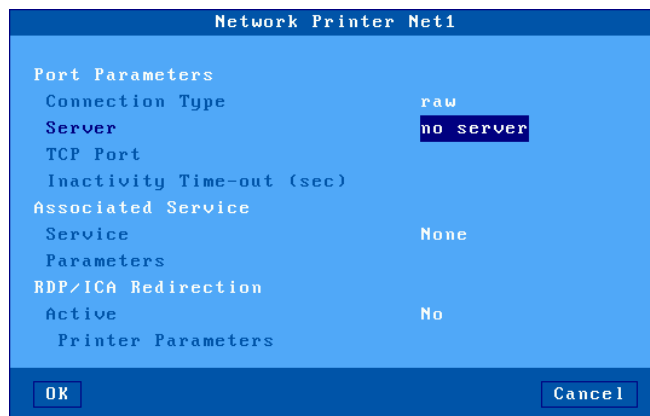 Network Printer Net1
Port Parameters
Connection Type raw
Server no server
TCP Port
Inactivity Time-out (sec)
Associated Service
Service None
Parameters
RDP/ICA Redirection
Active No
Printer Parameters
OK Cancel